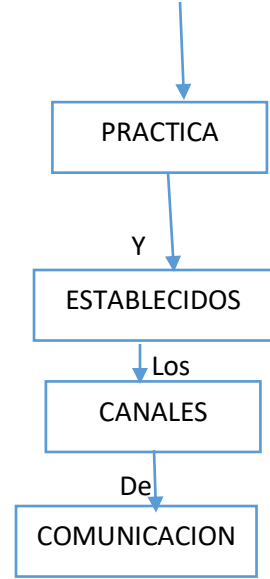 PRACTICA
Y
ESTABLECIDOS
Los
CANALES
De
COMUNICACION